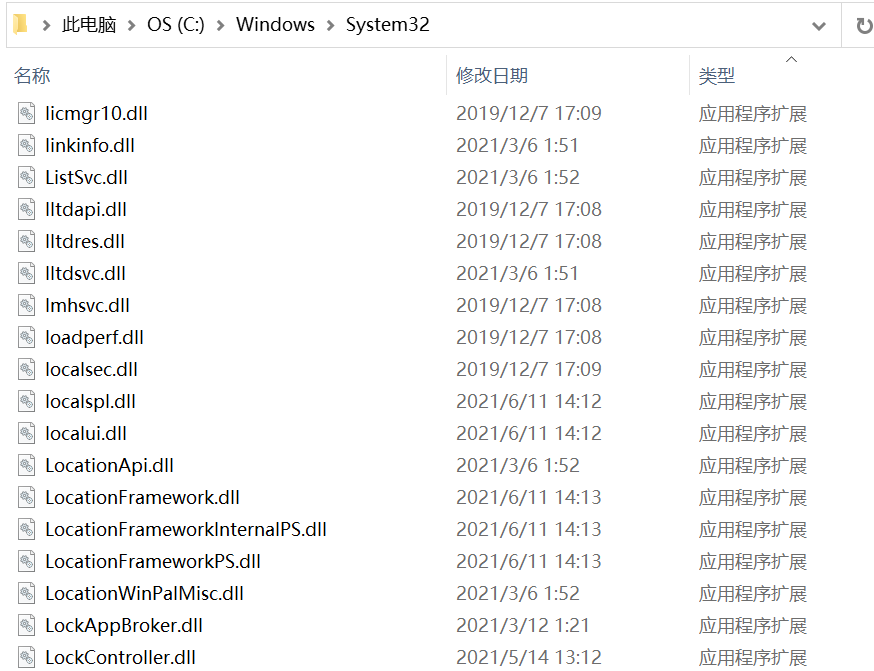 此电脑 > OS (C:) > Windows > System32
名称 修改日期 类型
licmgr10.dll 2019/12/7 17:09 应用程序扩展
linkinfo.dll 2021/3/6 1:51 应用程序扩展
ListSvc.dll 2021/3/6 1:52 应用程序扩展
lltdapi.dll 2019/12/7 17:08 应用程序扩展
lltdres.dll 2019/12/7 17:08 应用程序扩展
lltdsvc.dll 2021/3/6 1:51 应用程序扩展
lmhsvc.dll 2019/12/7 17:08 应用程序扩展
loadperf.dll 2019/12/7 17:08 应用程序扩展
localsec.dll 2019/12/7 17:09 应用程序扩展
localspl.dll 2021/6/11 14:12 应用程序扩展
localui.dll 2021/6/11 14:12 应用程序扩展
LocationApi.dll 2021/3/6 1:52 应用程序扩展
LocationFramework.dll 2021/6/11 14:13 应用程序扩展
LocationFrameworkInternalPS.dll 2021/6/11 14:13 应用程序扩展
LocationFrameworkPS.dll 2021/6/11 14:13 应用程序扩展
LocationWinPalMisc.dll 2021/3/6 1:52 应用程序扩展
LockAppBroker.dll 2021/3/12 1:21 应用程序扩展
LockController.dll 2021/5/14 13:12 应用程序扩展